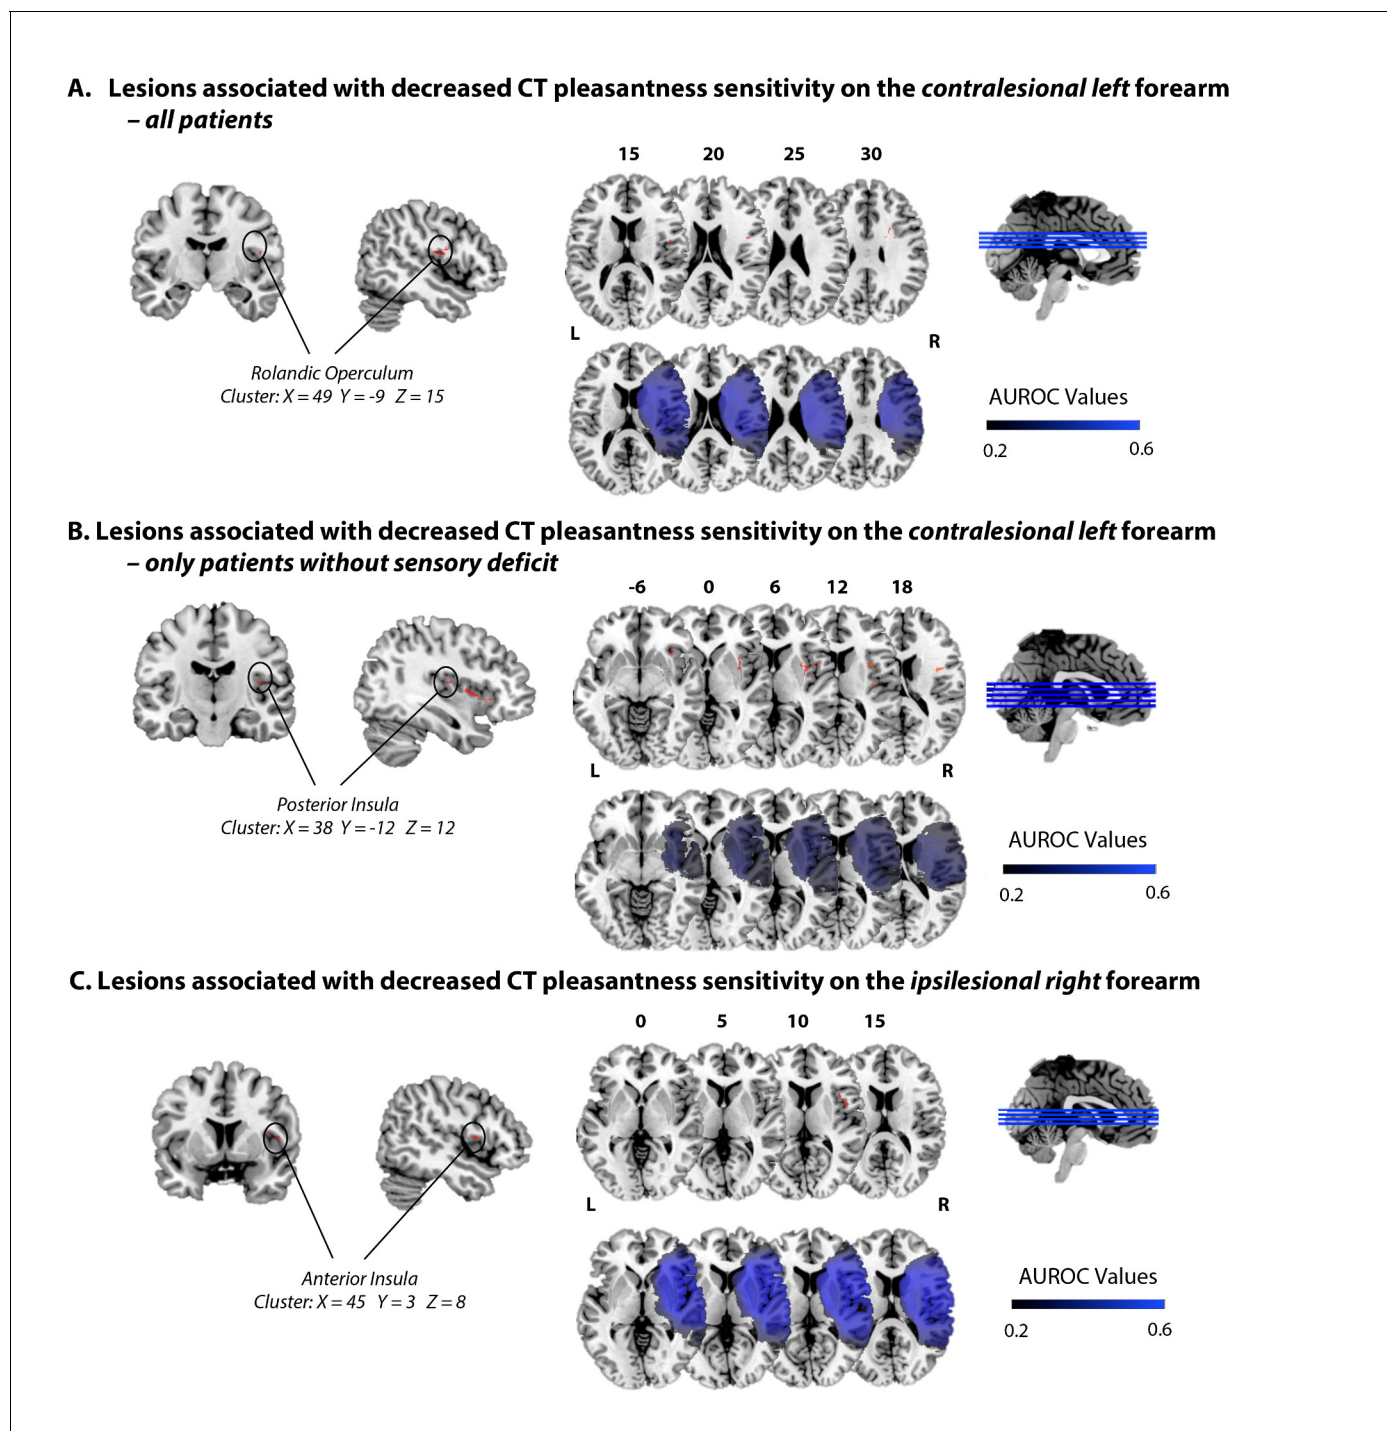 A. Lesions associated with decreased CT pleasantness sensitivity on the contralesional left forearm
– all patients
15 20 25 30
L
R
Rolandic Operculum
Cluster: X = 49 Y = -9 Z = 15
AUROC Values
0.2 0.6
B. Lesions associated with decreased CT pleasantness sensitivity on the contralesional left forearm
– only patients without sensory deficit
-6 0 6 12 18
L R
Posterior Insula
Cluster: X = 38 Y = -12 Z = 12
AUROC Values
0.2 0.6
C. Lesions associated with decreased CT pleasantness sensitivity on the ipsilesional right forearm
0 5 10 15
L R
Anterior Insula
Cluster: X = 45 Y = 3 Z = 8
AUROC Values
0.2 0.6